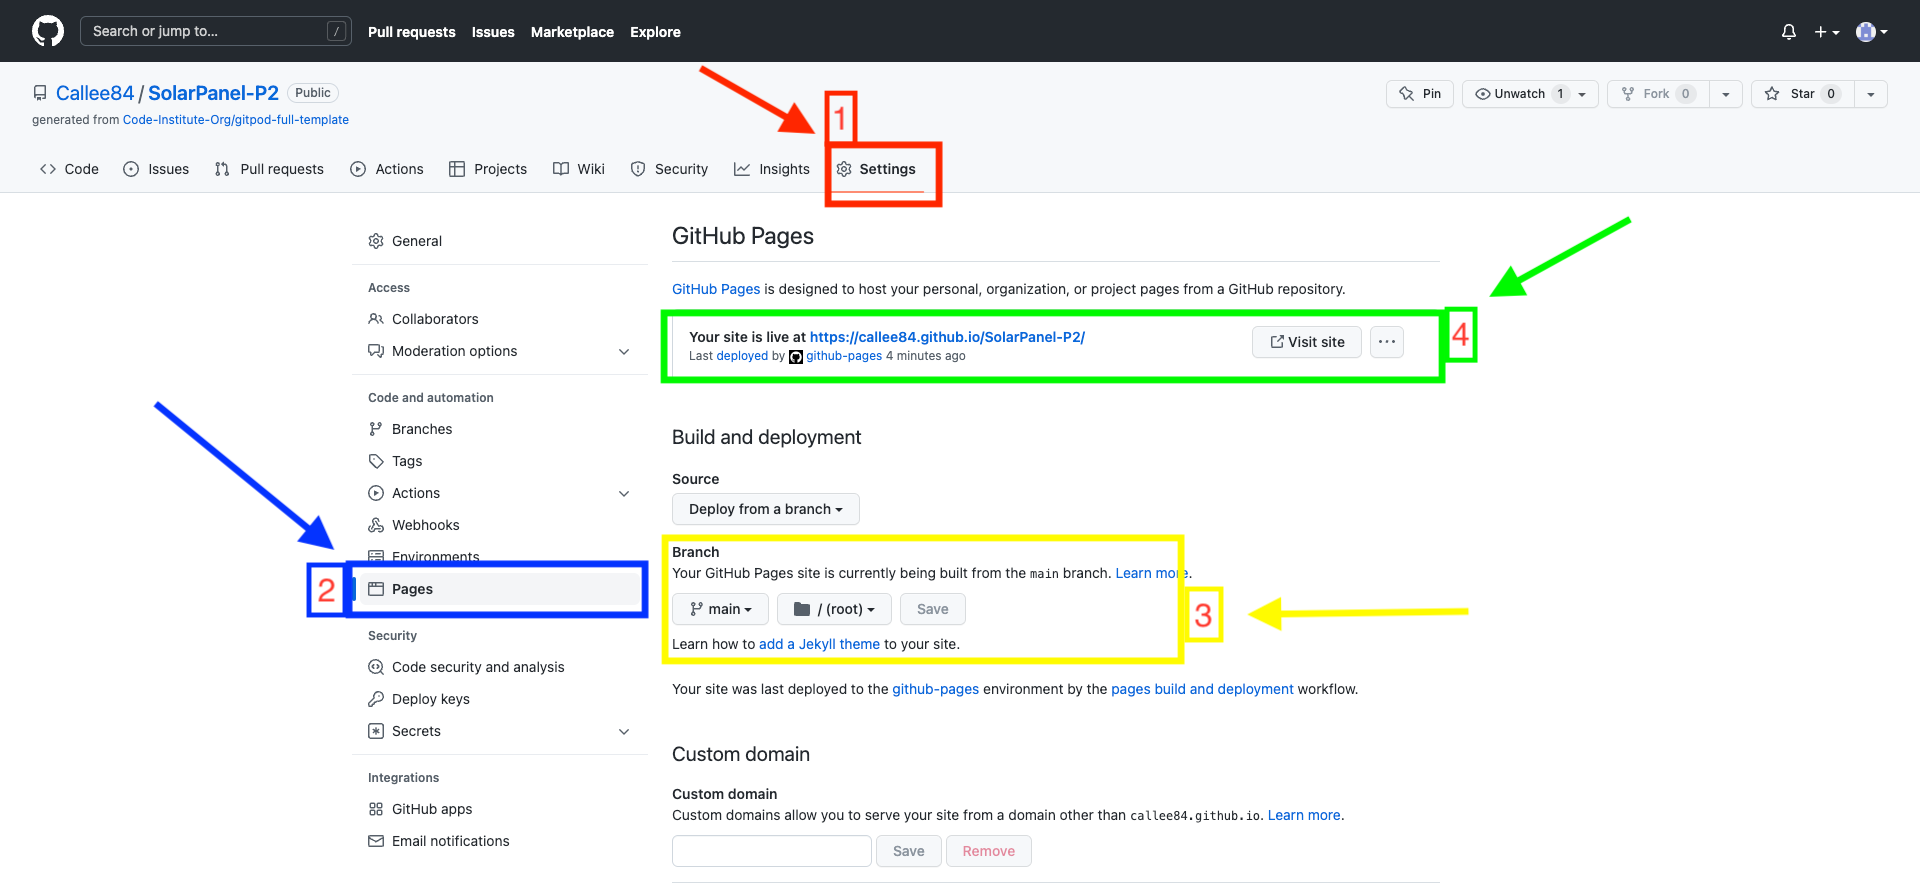 Search or jump to... /
Pull requests Issues Marketplace Explore
Callee84 / SolarPanel-P2 Public
Pin Unwatch 1 Fork 0 Star 0
generated from Code-Institute-Org/gitpod-full-template
1
Code Issues Pull requests Actions Projects Wiki Security Insights Settings
General
Access
Collaborators
Moderation options
Code and automation
Branches
Tags
Actions
Webhooks
Environments
2
Pages
Security
Code security and analysis
Deploy keys
Secrets
Integrations
GitHub apps
Email notifications
GitHub Pages
GitHub Pages is designed to host your personal, organization, or project pages from a GitHub repository.
Your site is live at https://callee84.github.io/SolarPanel-P2/
Last deployed by github-pages 4 minutes ago
Visit site ...
4
Build and deployment
Source
Deploy from a branch
Branch
Your GitHub Pages site is currently being built from the main branch. Learn more.
main / (root) Save
3
Learn how to add a Jekyll theme to your site.
Your site was last deployed to the github-pages environment by the pages build and deployment workflow.
Custom domain
Custom domain
Custom domains allow you to serve your site from a domain other than callee84.github.io. Learn more.
Save Remove